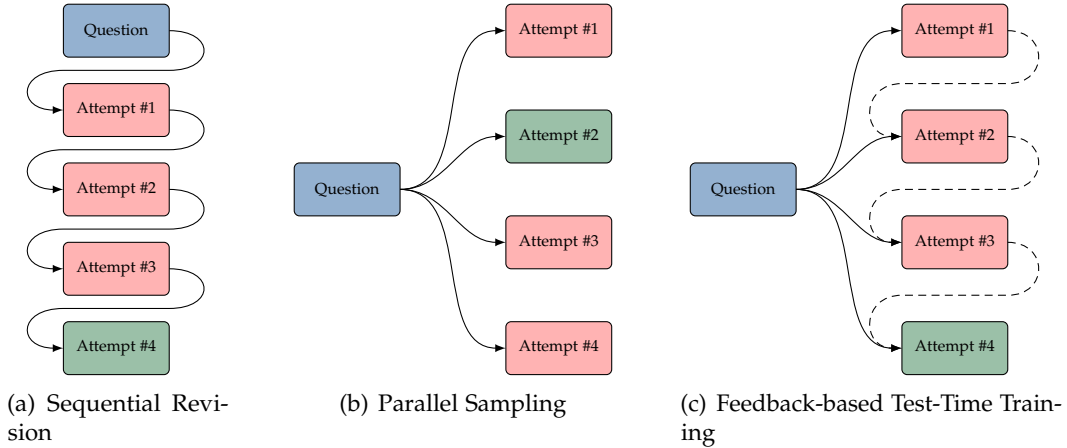 Question
Attempt #1
Attempt #2
Attempt #3
Attempt #4
(a) Sequential Revi-
sion
Question
Attempt #1
Attempt #2
Attempt #3
Attempt #4
(b) Parallel Sampling
Question
Attempt #1
Attempt #2
Attempt #3
Attempt #4
(c) Feedback-based Test-Time Train-
ing